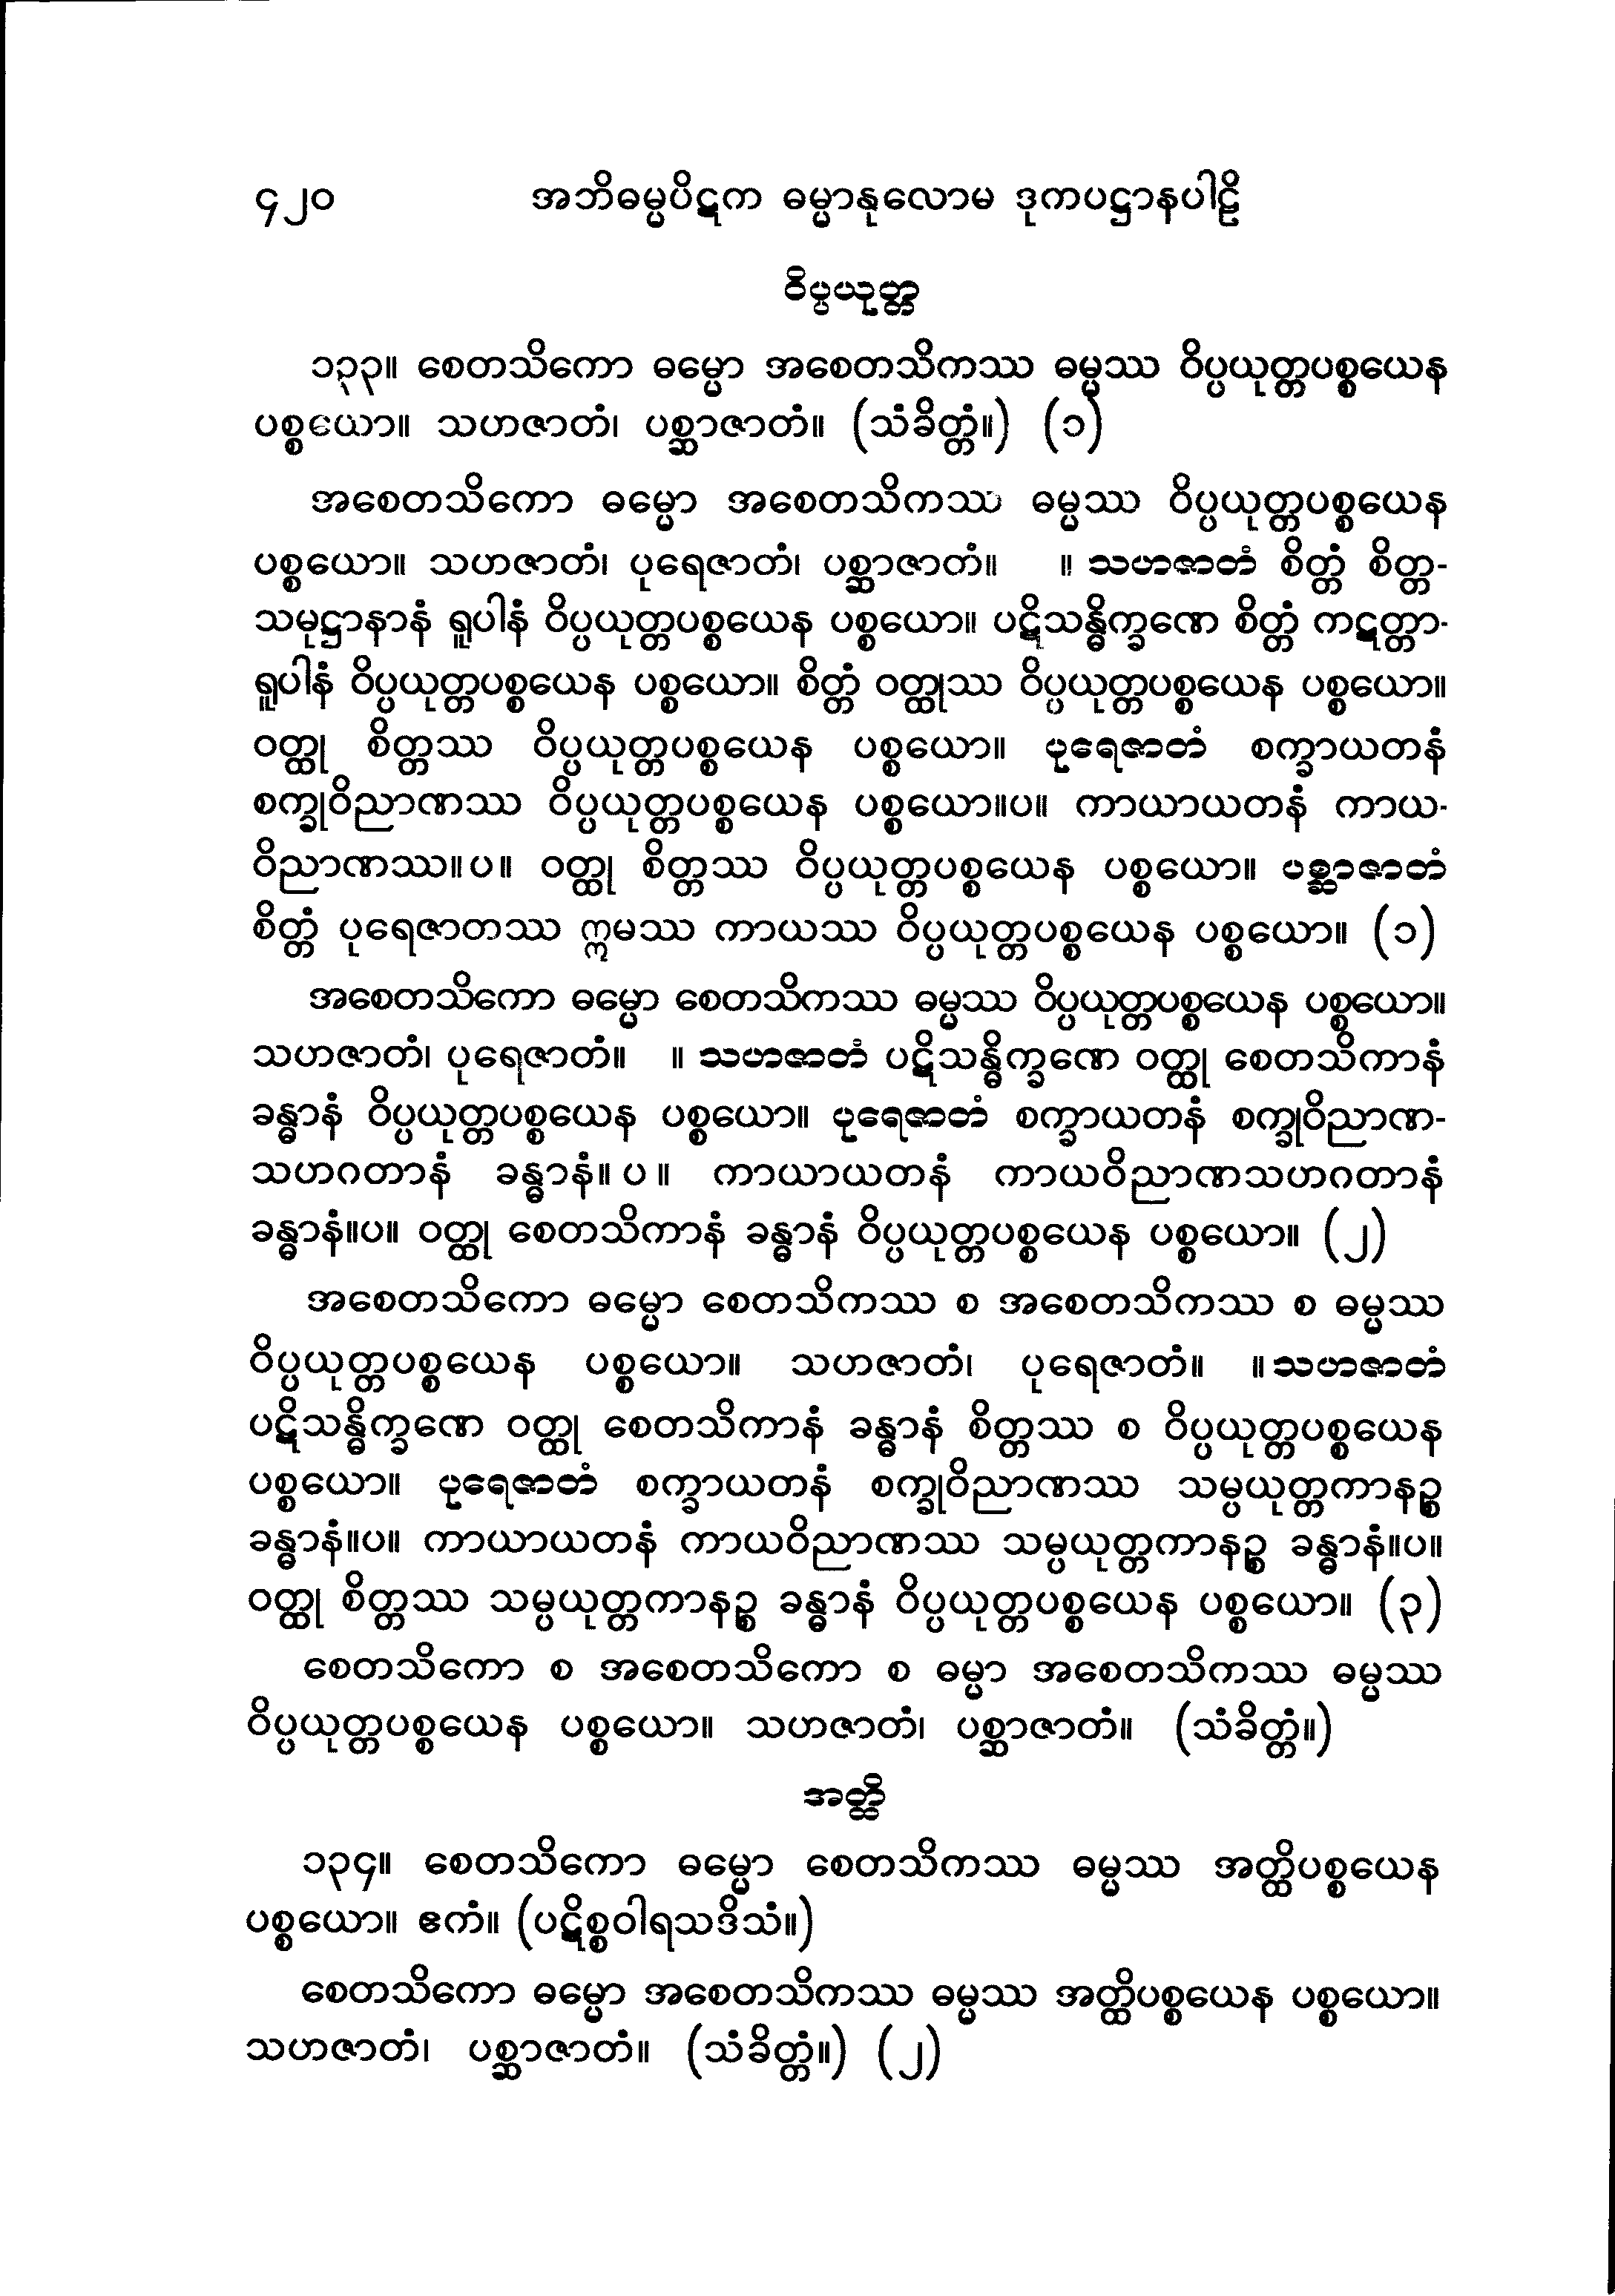 ၄၂၀ အဘိဓမ္မပိဋက ဓမ္မာနုလောမ ဒုကပဋ္ဌာနပါဠိ
ဝိပ္ပယုတ္တ
၁၃၃။ စေတသိကော ဓမ္မော အစေတသိကဿ ဓမ္မဿ ဝိပ္ပယုတ္တပစ္စယေန
ပစ္စယော။ သဟဇာတံ၊ ပစ္ဆာဇာတံ။ (သံခိတ္တံ။) (၁)
အစေတသိကော ဓမ္မော အစေတသိကဿ ဓမ္မဿ ဝိပ္ပယုတ္တပစ္စယေန
ပစ္စယော။ သဟဇာတံ၊ ပုရေဇာတံ၊ ပစ္ဆာဇာတံ။ ။ သဟဇာတံ စိတ္တံ စိတ္တ-
သမုဋ္ဌာနာနံ ရူပါနံ ဝိပ္ပယုတ္တပစ္စယေန ပစ္စယော။ ပဋိသန္ဓိက္ခဏေ စိတ္တံ ကဋတ္တာ-
ရူပါနံ ဝိပ္ပယုတ္တပစ္စယေန ပစ္စယော။ စိတ္တံ ဝတ္ထုဿ ဝိပ္ပယုတ္တပစ္စယေန ပစ္စယော။
ဝတ္ထု စိတ္တဿ ဝိပ္ပယုတ္တပစ္စယေန ပစ္စယော။ ပုရေဇာတံ စက္ခာယတနံ
စက္ခုဝိညာဏဿ ဝိပ္ပယုတ္တပစ္စယေန ပစ္စယော။ပ။ ကာယာယတနံ ကာယ-
ဝိညာဏဿ။ပ။ ဝတ္ထု စိတ္တဿ ဝိပ္ပယုတ္တပစ္စယေန ပစ္စယော။ ပစ္ဆာဇာတံ
စိတ္တံ ပုရေဇာတဿ ဣမဿ ကာယဿ ဝိပ္ပယုတ္တပစ္စယေန ပစ္စယော။ (၁)
အစေတသိကော ဓမ္မော စေတသိကဿ ဓမ္မဿ ဝိပ္ပယုတ္တပစ္စယေန ပစ္စယော။
သဟဇာတံ၊ ပုရေဇာတံ။ ။ သဟဇာတံ ပဋိသန္ဓိက္ခဏေ ဝတ္ထု စေတသိကာနံ
ခန္ဓာနံ ဝိပ္ပယုတ္တပစ္စယေန ပစ္စယော။ ပုရေဇာတံ စက္ခာယတနံ စက္ခုဝိညာဏ-
သဟဂတာနံ ခန္ဓာနံ။ ပ ။ ကာယာယတနံ ကာယဝိညာဏသဟဂတာနံ
ခန္ဓာနံ။ပ။ ဝတ္ထု စေတသိကာနံ ခန္ဓာနံ ဝိပ္ပယုတ္တပစ္စယေန ပစ္စယော။ (၂)
အစေတသိကော ဓမ္မော စေတသိကဿ စ အစေတသိကဿ စ ဓမ္မဿ
ဝိပ္ပယုတ္တပစ္စယေန ပစ္စယော။ သဟဇာတံ၊ ပုရေဇာတံ။ ။သဟဇာတံ
ပဋိသန္ဓိက္ခဏေ ဝတ္ထု စေတသိကာနံ ခန္ဓာနံ စိတ္တဿ စ ဝိပ္ပယုတ္တပစ္စယေန
ပစ္စယော။ ပုရေဇာတံ စက္ခာယတနံ စက္ခုဝိညာဏဿ သမ္ပယုတ္တကာနဉ္စ
ခန္ဓာနံ။ပ။ ကာယာယတနံ ကာယဝိညာဏဿ သမ္ပယုတ္တကာနဉ္စ ခန္ဓာနံ။ပ။
ဝတ္ထု စိတ္တဿ သမ္ပယုတ္တကာနဉ္စ ခန္ဓာနံ ဝိပ္ပယုတ္တပစ္စယေန ပစ္စယော။ (၃)
စေတသိကော စ အစေတသိကော စ ဓမ္မာ အစေတသိကဿ ဓမ္မဿ
ဝိပ္ပယုတ္တပစ္စယေန ပစ္စယော။ သဟဇာတံ၊ ပစ္ဆာဇာတံ။ (သံခိတ္တံ။)
အတ္ထိ
၁၃၄။ စေတသိကော ဓမ္မော စေတသိကဿ ဓမ္မဿ အတ္ထိပစ္စယေန
ပစ္စယော။ ဧကံ။ (ပဋိစ္စဝါရသဒိသံ။)
စေတသိကော ဓမ္မော အစေတသိကဿ ဓမ္မဿ အတ္ထိပစ္စယေန ပစ္စယော။
သဟဇာတံ၊ ပစ္ဆာဇာတံ။ (သံခိတ္တံ။) (၂)